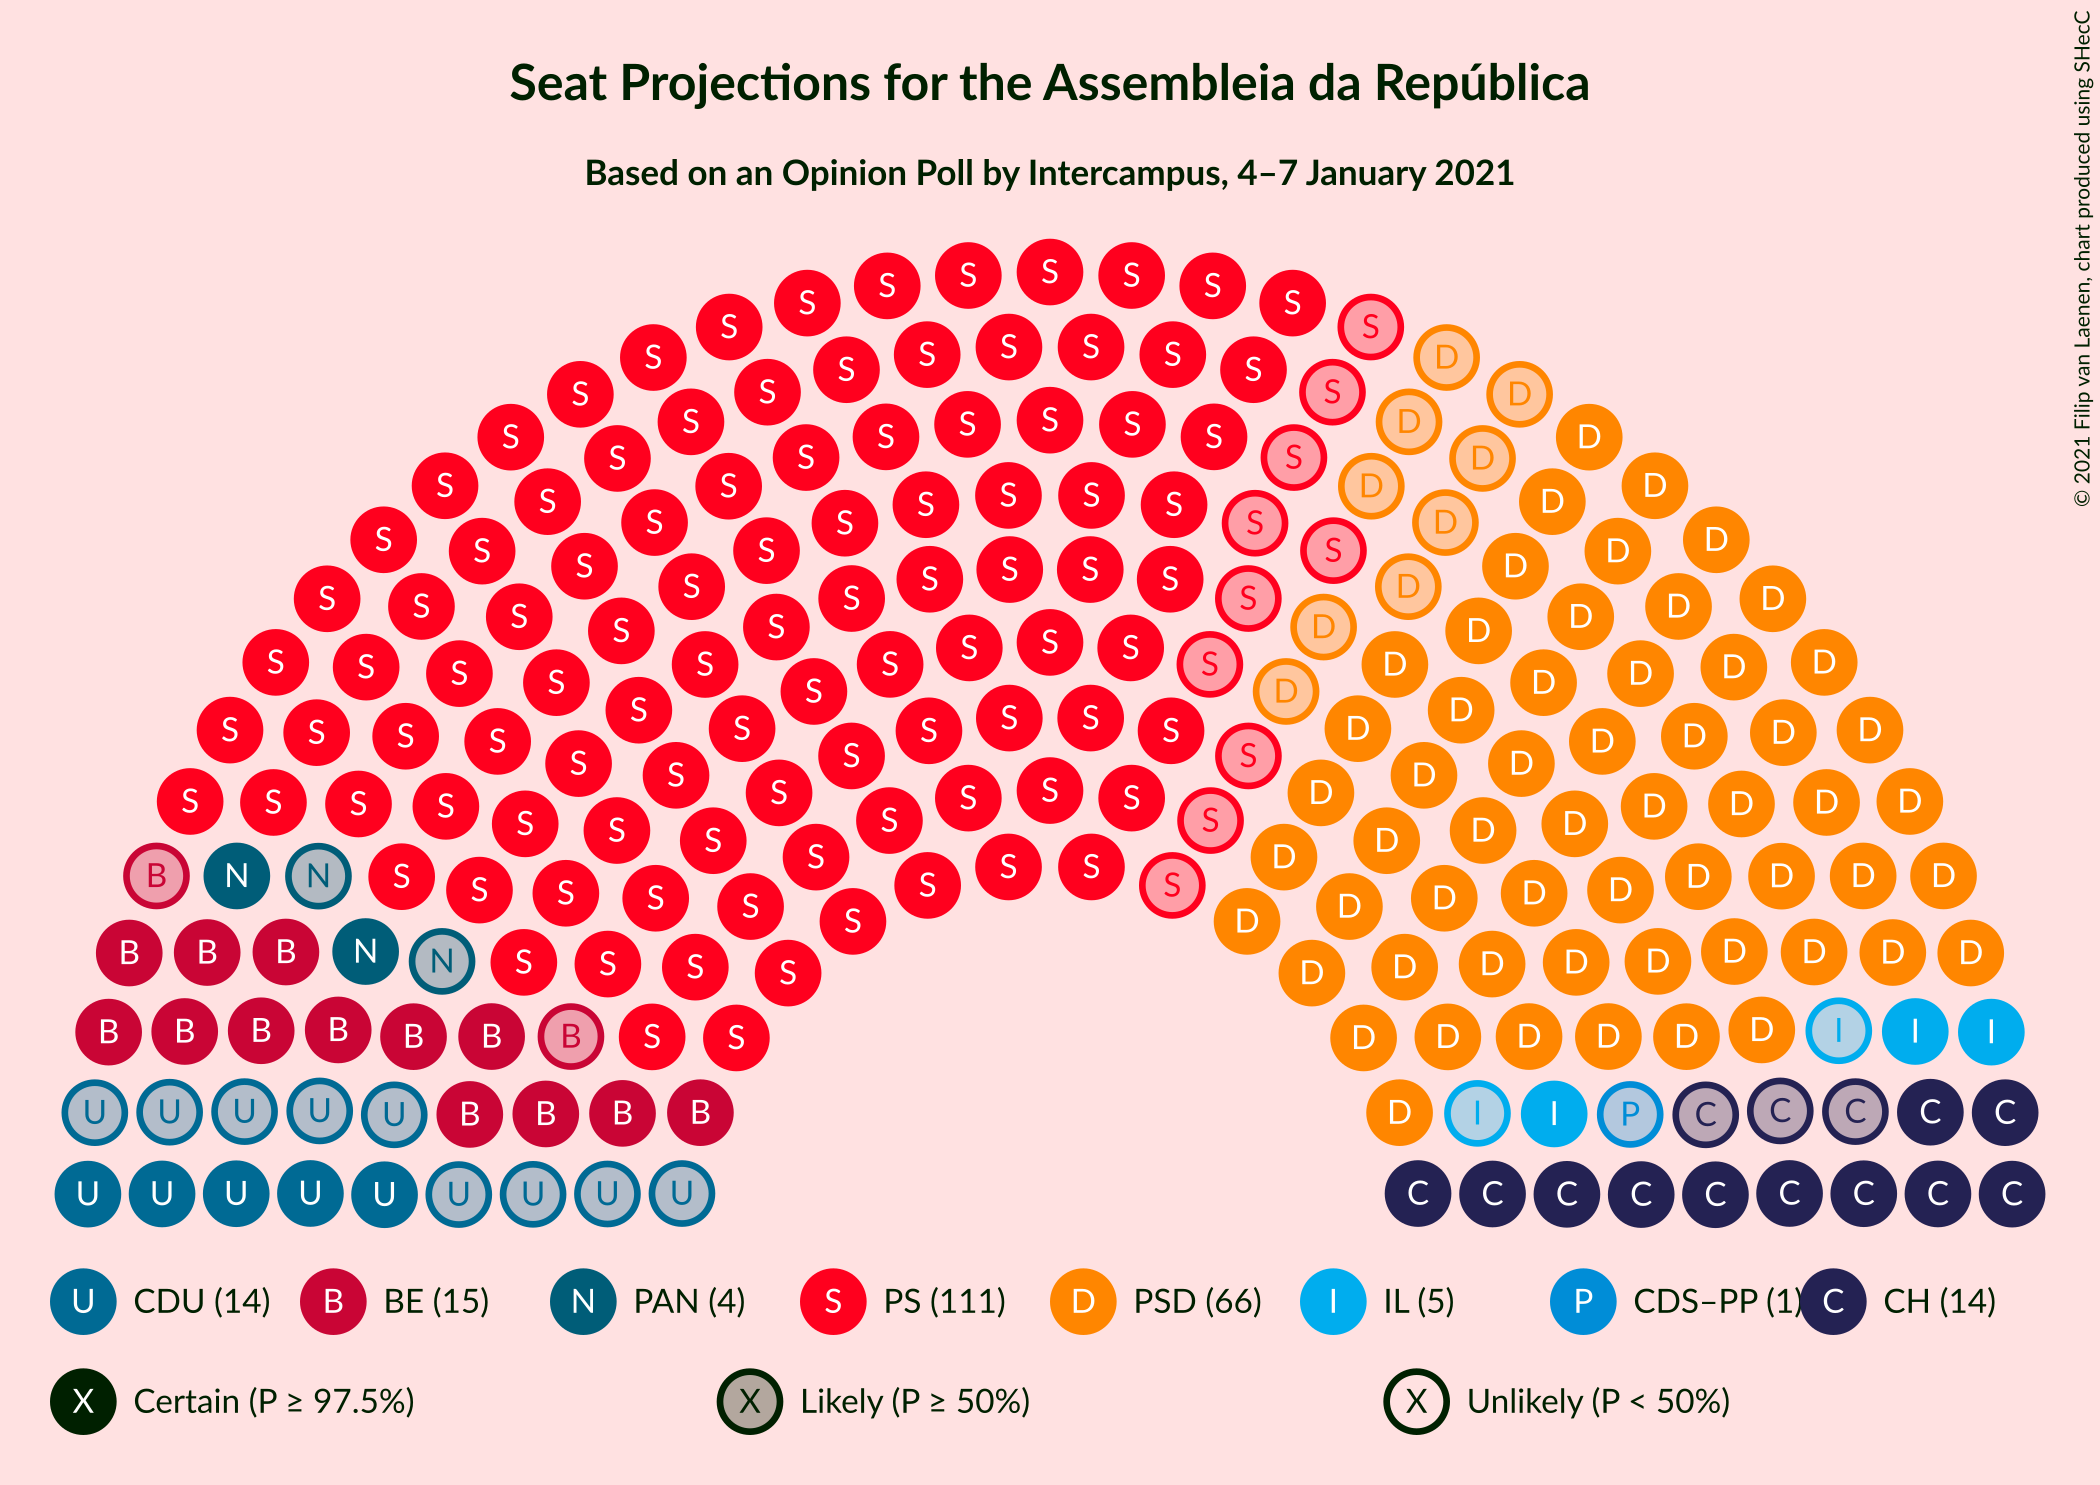 Seat Projections for the Assembleia da República
Based on an Opinion Poll by Intercampus, 4–7 January 2021
© 2021 Filip van Laenen, chart produced using SHecC
S S S S S S S S S S S D D
S S S S S S S S S S S D D D
S S S S S S S S S S S D D D D
S S S S S S S S S S S S D D D D
S S S S S S S S S S S S D D D D D D
S S S S S S S S S S S S D D D D D D D
S S S S S S S S S S S S S D D D D D D D
S S S S S S S S S S S S S D D D D D D D D
B N N S S S S S S S S S S D D D D D D D D D
B B B N N S S S S D D D D D D D D D
B B B B B B B S S D D D D D D I I I
U U U U U B B B B D I I P C C C C C
U U U U U U U U U C C C C C C C C C
U CDU (14) B BE (15) N PAN (4) S PS (111) D PSD (66) I IL (5) P CDS–PP (1) C CH (14)
X Certain (P ≥ 97.5%) X Likely (P ≥ 50%) X Unlikely (P < 50%)